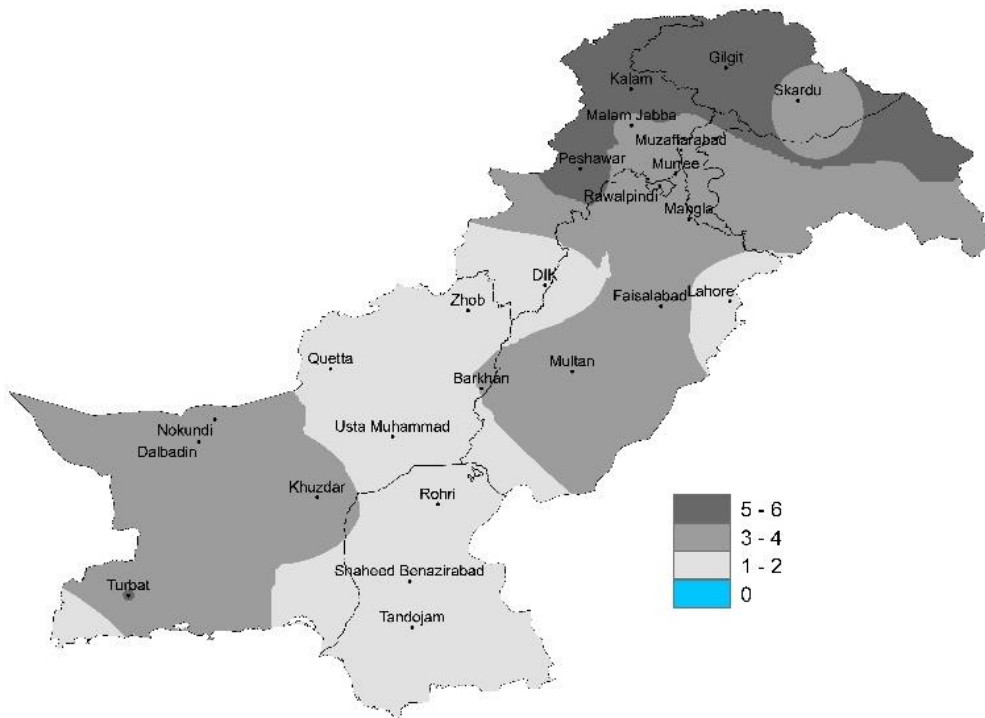 Gilgit
Kalam
Skardu
Malam Jabba
Muzaffarabad
Peshawar
Murree
Rawalpindi
Mangla
DIK
Zhob
Faisalabad
Lahore
Quetta
Multan
Barkhan
Nokundi
Usta Muhammad
Dalbadin
Khuzdar
Rohri
5 - 6
3 - 4
1 - 2
0
Shaheed Benazirabad
Turbat
Tandojam